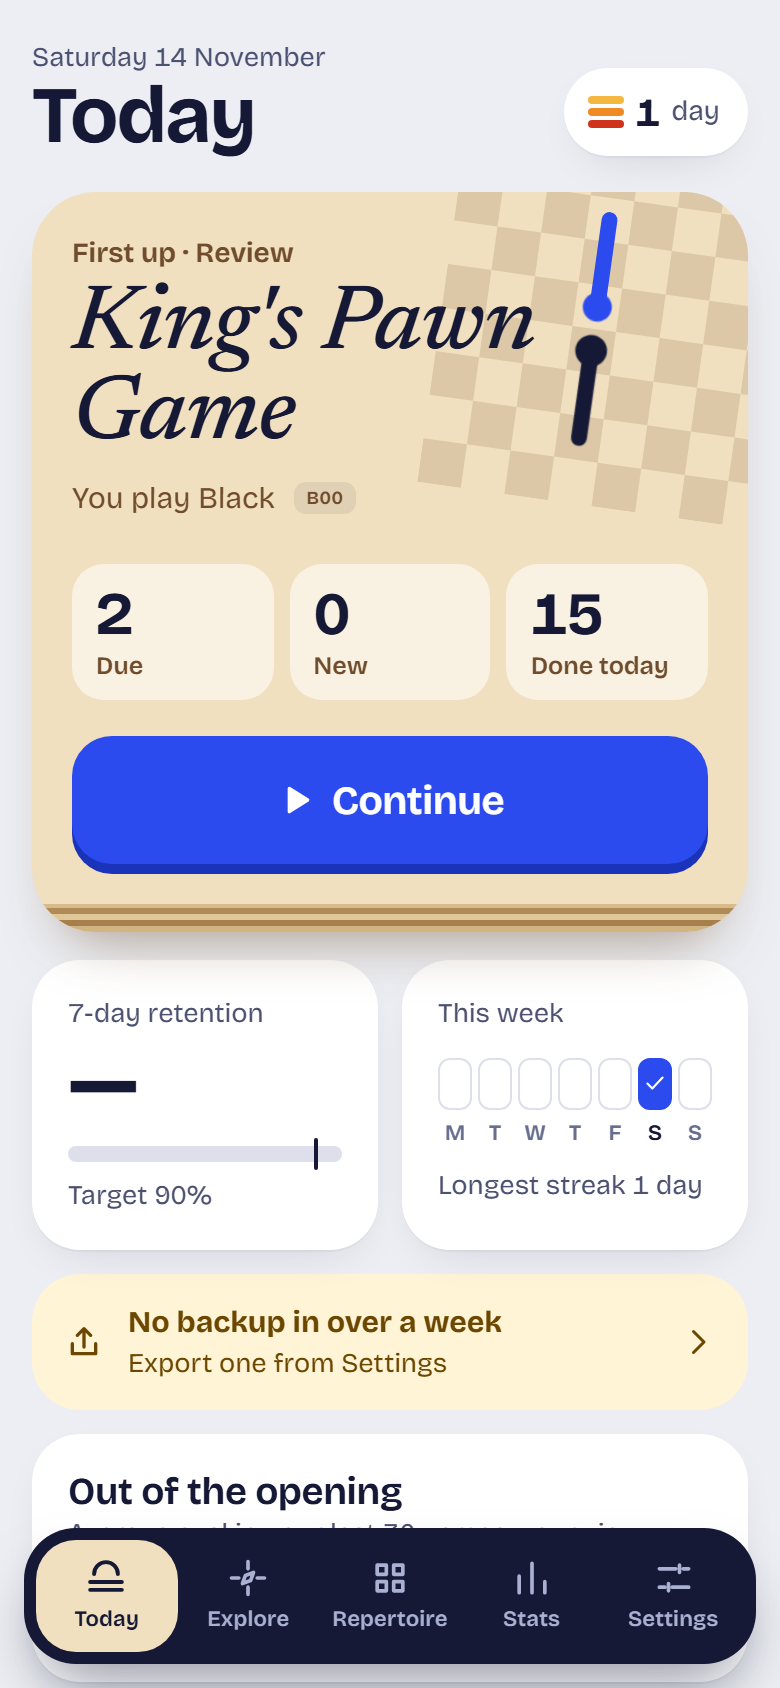 Saturday 14 November
Today
1 day
First up · Review
King's Pawn
Game
You play Black B00
2
Due
0
New
15
Done today
Continue
7-day retention
—
Target 90%
This week
M T W T F S S
Longest streak 1 day
No backup in over a week
Export one from Settings
Out of the opening
Today Explore Repertoire Stats Settings